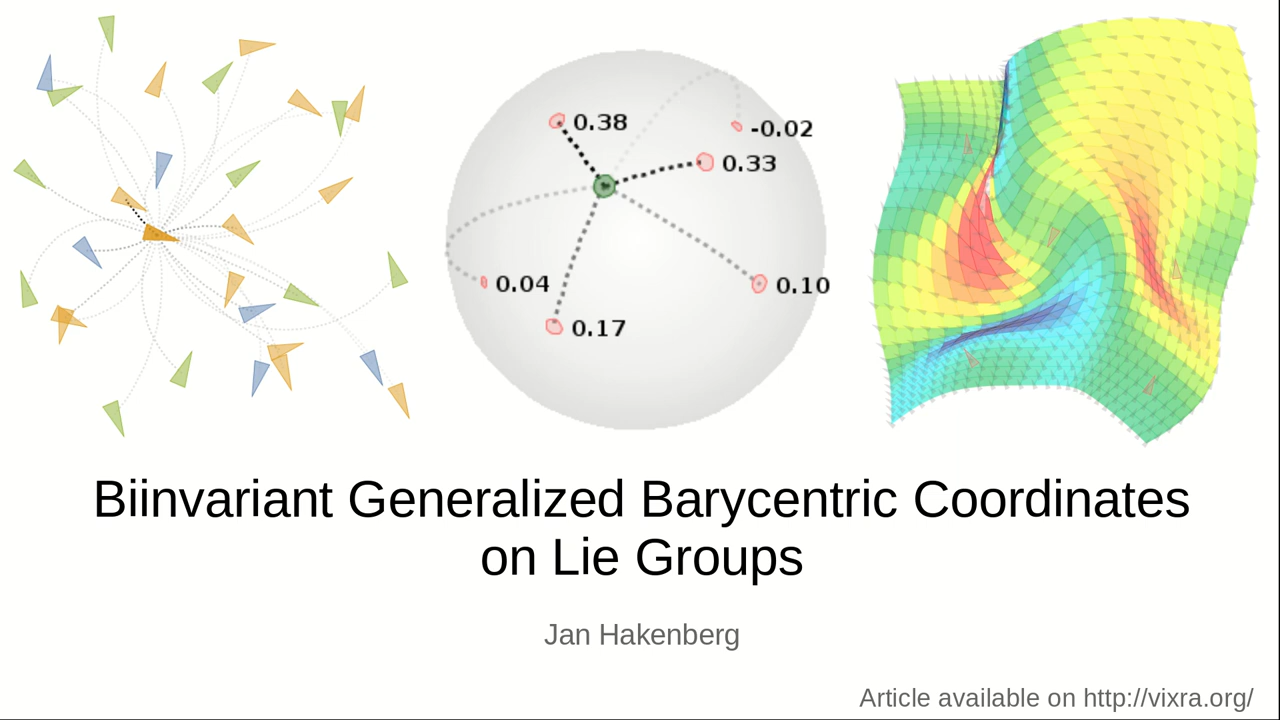 0.38
-0.02
0.33
0.04
0.10
0.17
Biinvariant Generalized Barycentric Coordinates
on Lie Groups
Jan Hakenberg
Article available on http://vixra.org/